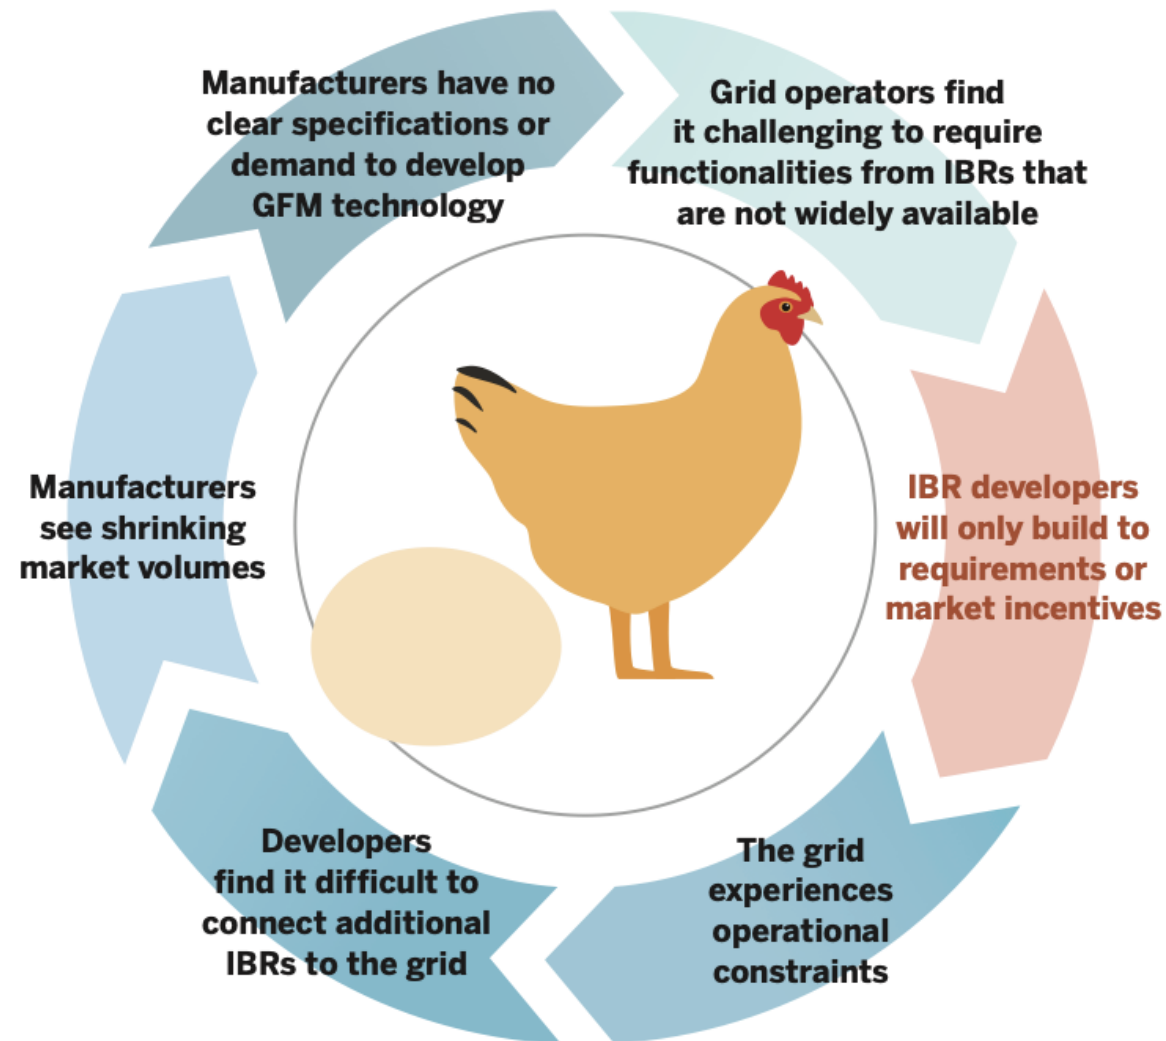 Manufacturers have no
clear specifications or
demand to develop
GFM technology
Grid operators find
it challenging to require
functionalities from IBRs that
are not widely available
IBR developers
will only build to
requirements or
market incentives
The grid
experiences
operational
constraints
Developers
find it difficult to
connect additional
IBRs to the grid
Manufacturers
see shrinking
market volumes